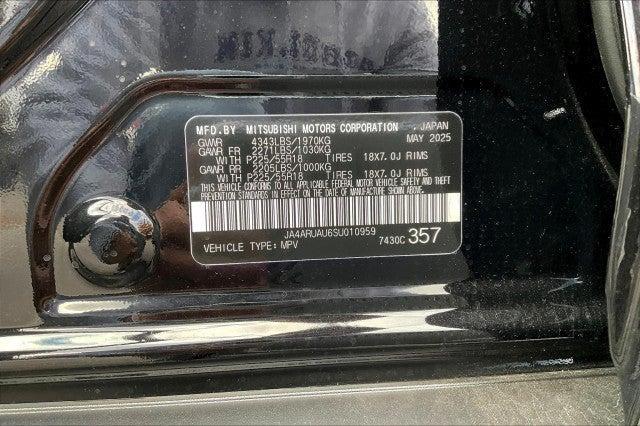 MFD.BY MITSUBISHI MOTORS CORPORATION, JAPAN
GVWR 4343LBS/1970KG MAY 2025
GAWR FR 2271LBS/1030KG
WITH P225/55R18 TIRES 18X7.0J RIMS
GAWR RR 2205LBS/1000KG
WITH P225/55R18 TIRES 18X7.0J RIMS
THIS VEHICLE CONFORMS TO ALL APPLICABLE FEDERAL MOTOR VEHICLE SAFETY, BUMPER, AND THEFT
PREVENTION STANDARDS IN EFFECT ON THE DATE OF MANUFACTURE SHOWN ABOVE.
JA4ARUAU6SU010959
VEHICLE TYPE: MPV 7430C 357